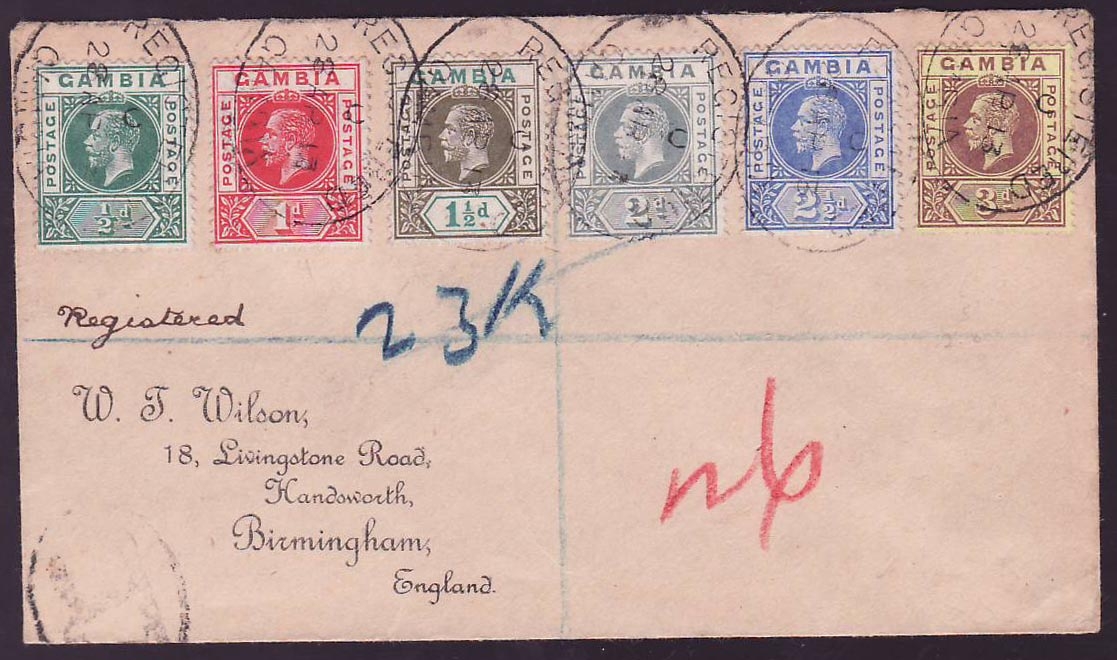 GAMBIA GAMBIA GAMBIA GAMBIA GAMBIA GAMBIA
POSTAGE POSTAGE POSTAGE POSTAGE POSTAGE POSTAGE POSTAGE POSTAGE POSTAGE POSTAGE POSTAGE POSTAGE
½d 1d 1½d 2d 2½d 3d
Registered
23K
W. T. Wilson,
18, Livingstone Road,
Handsworth,
Birmingham,
England.